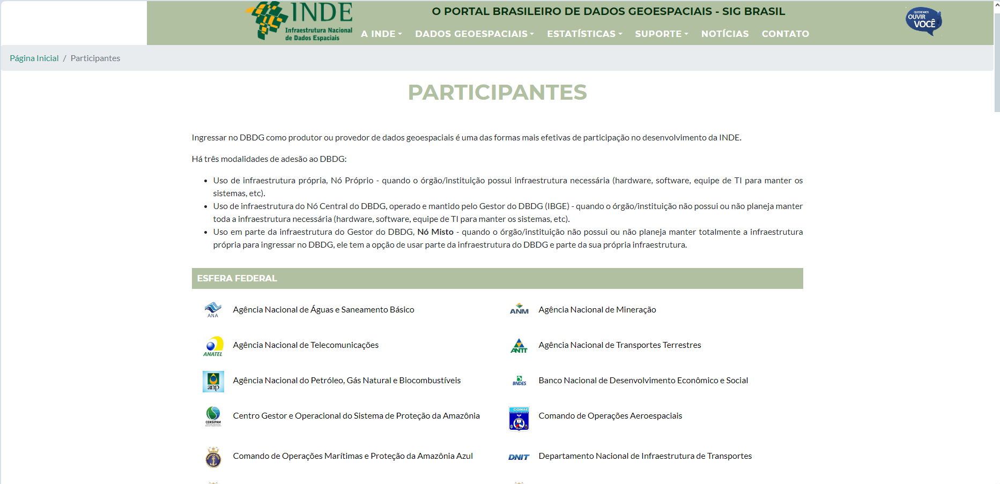 INDE
Infraestrutura Nacional
de Dados Espaciais
O PORTAL BRASILEIRO DE DADOS GEOESPACIAIS - SIG BRASIL
A INDE DADOS GEOESPACIAIS ESTATÍSTICAS SUPORTE NOTÍCIAS CONTATO
QUEREMOS
OUVIR
VOCÊ
Página Inicial / Participantes
PARTICIPANTES
Ingressar no DBDG como produtor ou provedor de dados geoespaciais é uma das formas mais efetivas de participação no desenvolvimento da INDE.
Há três modalidades de adesão ao DBDG:
• Uso de infraestrutura própria, Nó Próprio - quando o órgão/instituição possui infraestrutura necessária (hardware, software, equipe de TI para manter os
sistemas, etc).
• Uso de infraestrutura do Nó Central do DBDG, operado e mantido pelo Gestor do DBDG (IBGE) - quando o órgão/instituição não possui ou não planeja manter
toda a infraestrutura necessária (hardware, software, equipe de TI para manter os sistemas, etc).
• Uso em parte da infraestrutura do Gestor do DBDG, Nó Misto - quando o órgão/instituição não possui ou não planeja manter totalmente a infraestrutura
própria para ingressar no DBDG, ele tem a opção de usar parte da infraestrutura do DBDG e parte da sua própria infraestrutura.
ESFERA FEDERAL
ANA Agência Nacional de Águas e Saneamento Básico
ANM Agência Nacional de Mineração
ANATEL Agência Nacional de Telecomunicações
ANTT Agência Nacional de Transportes Terrestres
anp Agência Nacional do Petróleo, Gás Natural e Biocombustíveis
BNDES Banco Nacional de Desenvolvimento Econômico e Social
CENSIPAM Centro Gestor e Operacional do Sistema de Proteção da Amazônia
COMAE Comando de Operações Aeroespaciais
Comando de Operações Marítimas e Proteção da Amazônia Azul
DNIT Departamento Nacional de Infraestrutura de Transportes